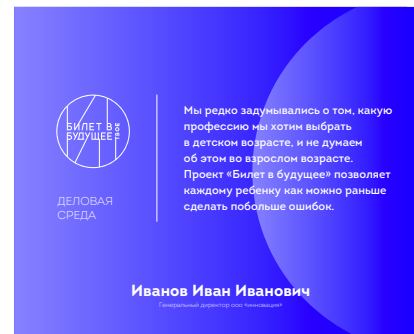 БИЛЕТ В
БУДУЩЕЕ
ТВОЕ
ДЕЛОВАЯ
СРЕДА
Мы редко задумывались о том, какую
профессию мы хотим выбрать
в детском возрасте, и не думаем
об этом во взрослом возрасте.
Проект «Билет в будущее» позволяет
каждому ребенку как можно раньше
сделать побольше ошибок.
Иванов Иван Иванович
Генеральный директор ооо «инновация»